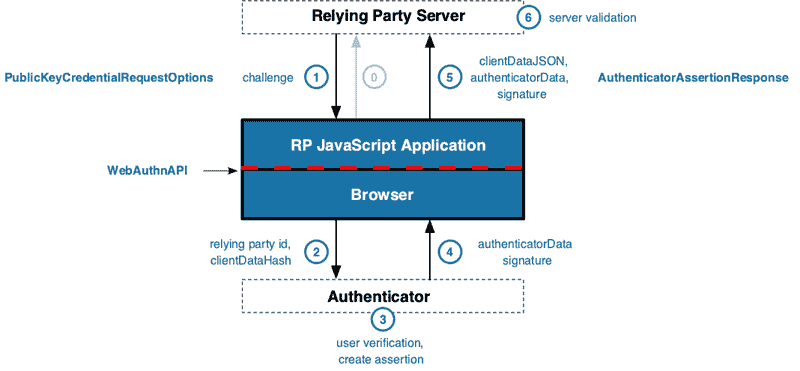 Relying Party Server
6 server validation
PublicKeyCredentialRequestOptions
challenge 1
0
5
clientDataJSON,
authenticatorData,
signature
AuthenticatorAssertionResponse
RP JavaScript Application
WebAuthnAPI
Browser
relying party id,
clientDataHash
2
4
authenticatorData
signature
Authenticator
3
user verification,
create assertion